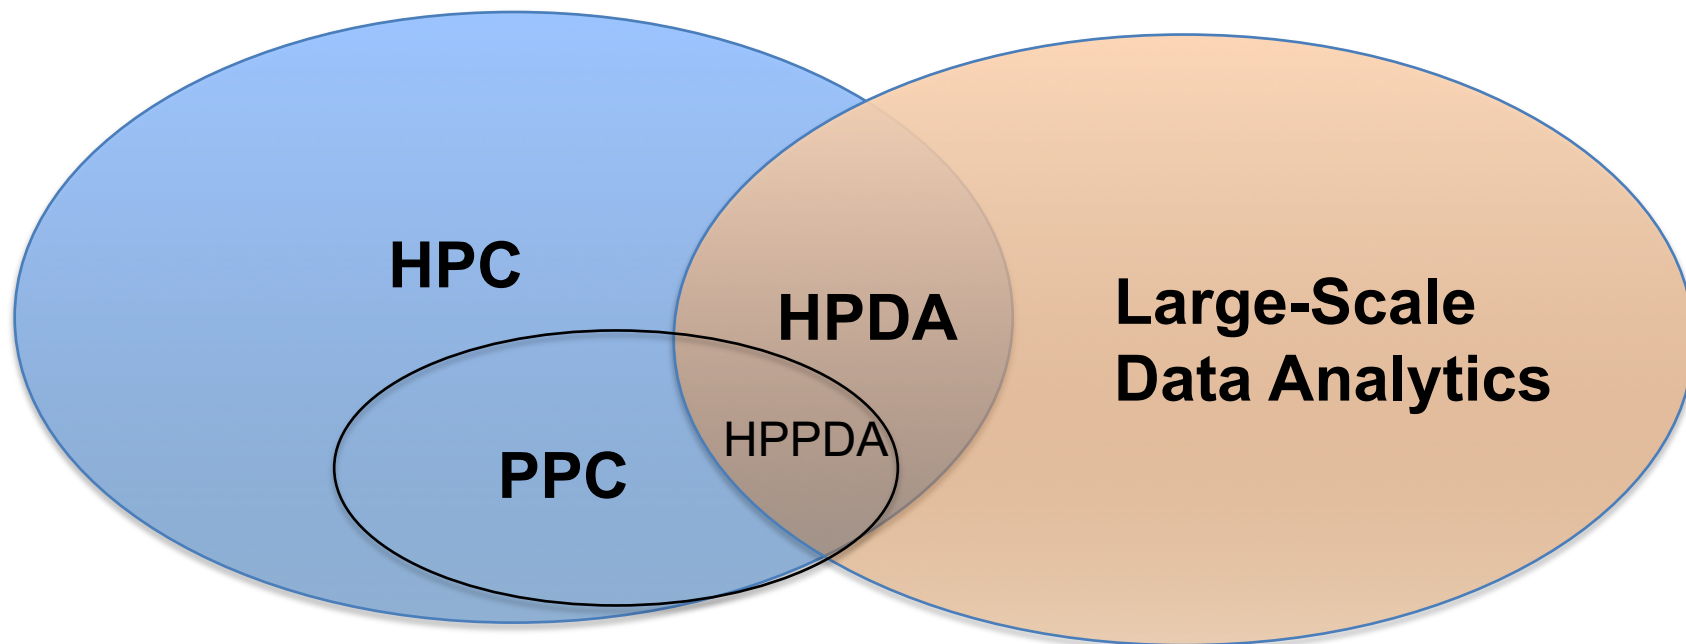 HPC
HPDA
Large-Scale
Data Analytics
HPPDA
PPC